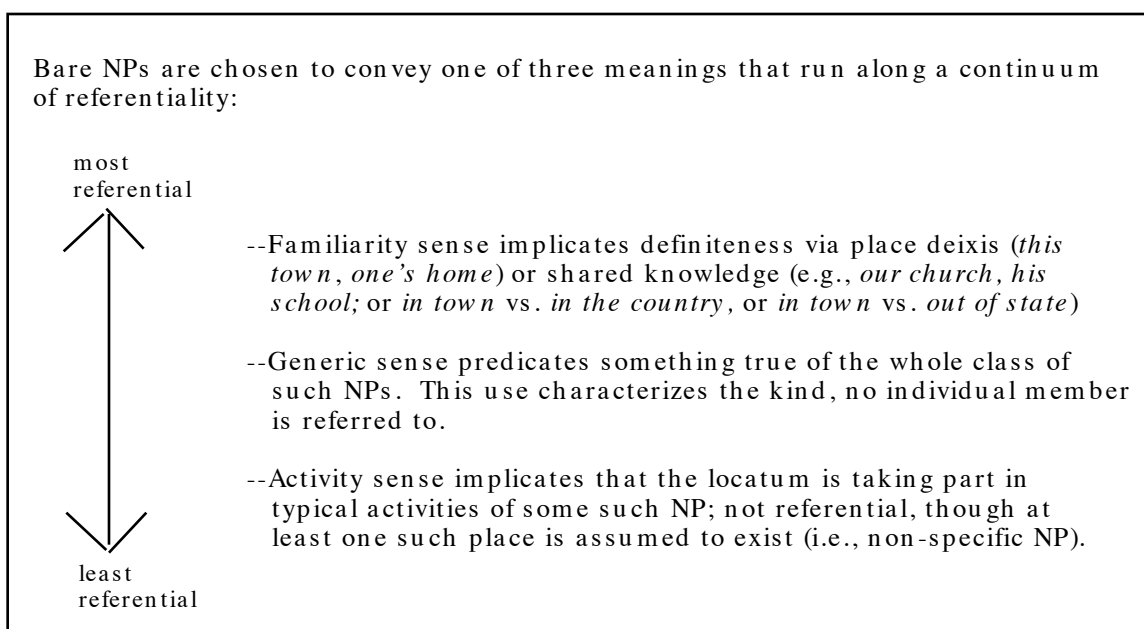 Bare NPs are chosen to convey one of three meanings that run along a continuum
of referentiality:
most
referential
--Familiarity sense implicates definiteness via place deixis (this
town, one's home) or shared knowledge (e.g., our church, his
school; or in town vs. in the country, or in town vs. out of state)
--Generic sense predicates something true of the whole class of
such NPs. This use characterizes the kind, no individual member
is referred to.
--Activity sense implicates that the locatum is taking part in
typical activities of some such NP; not referential, though at
least one such place is assumed to exist (i.e., non-specific NP).
least
referential